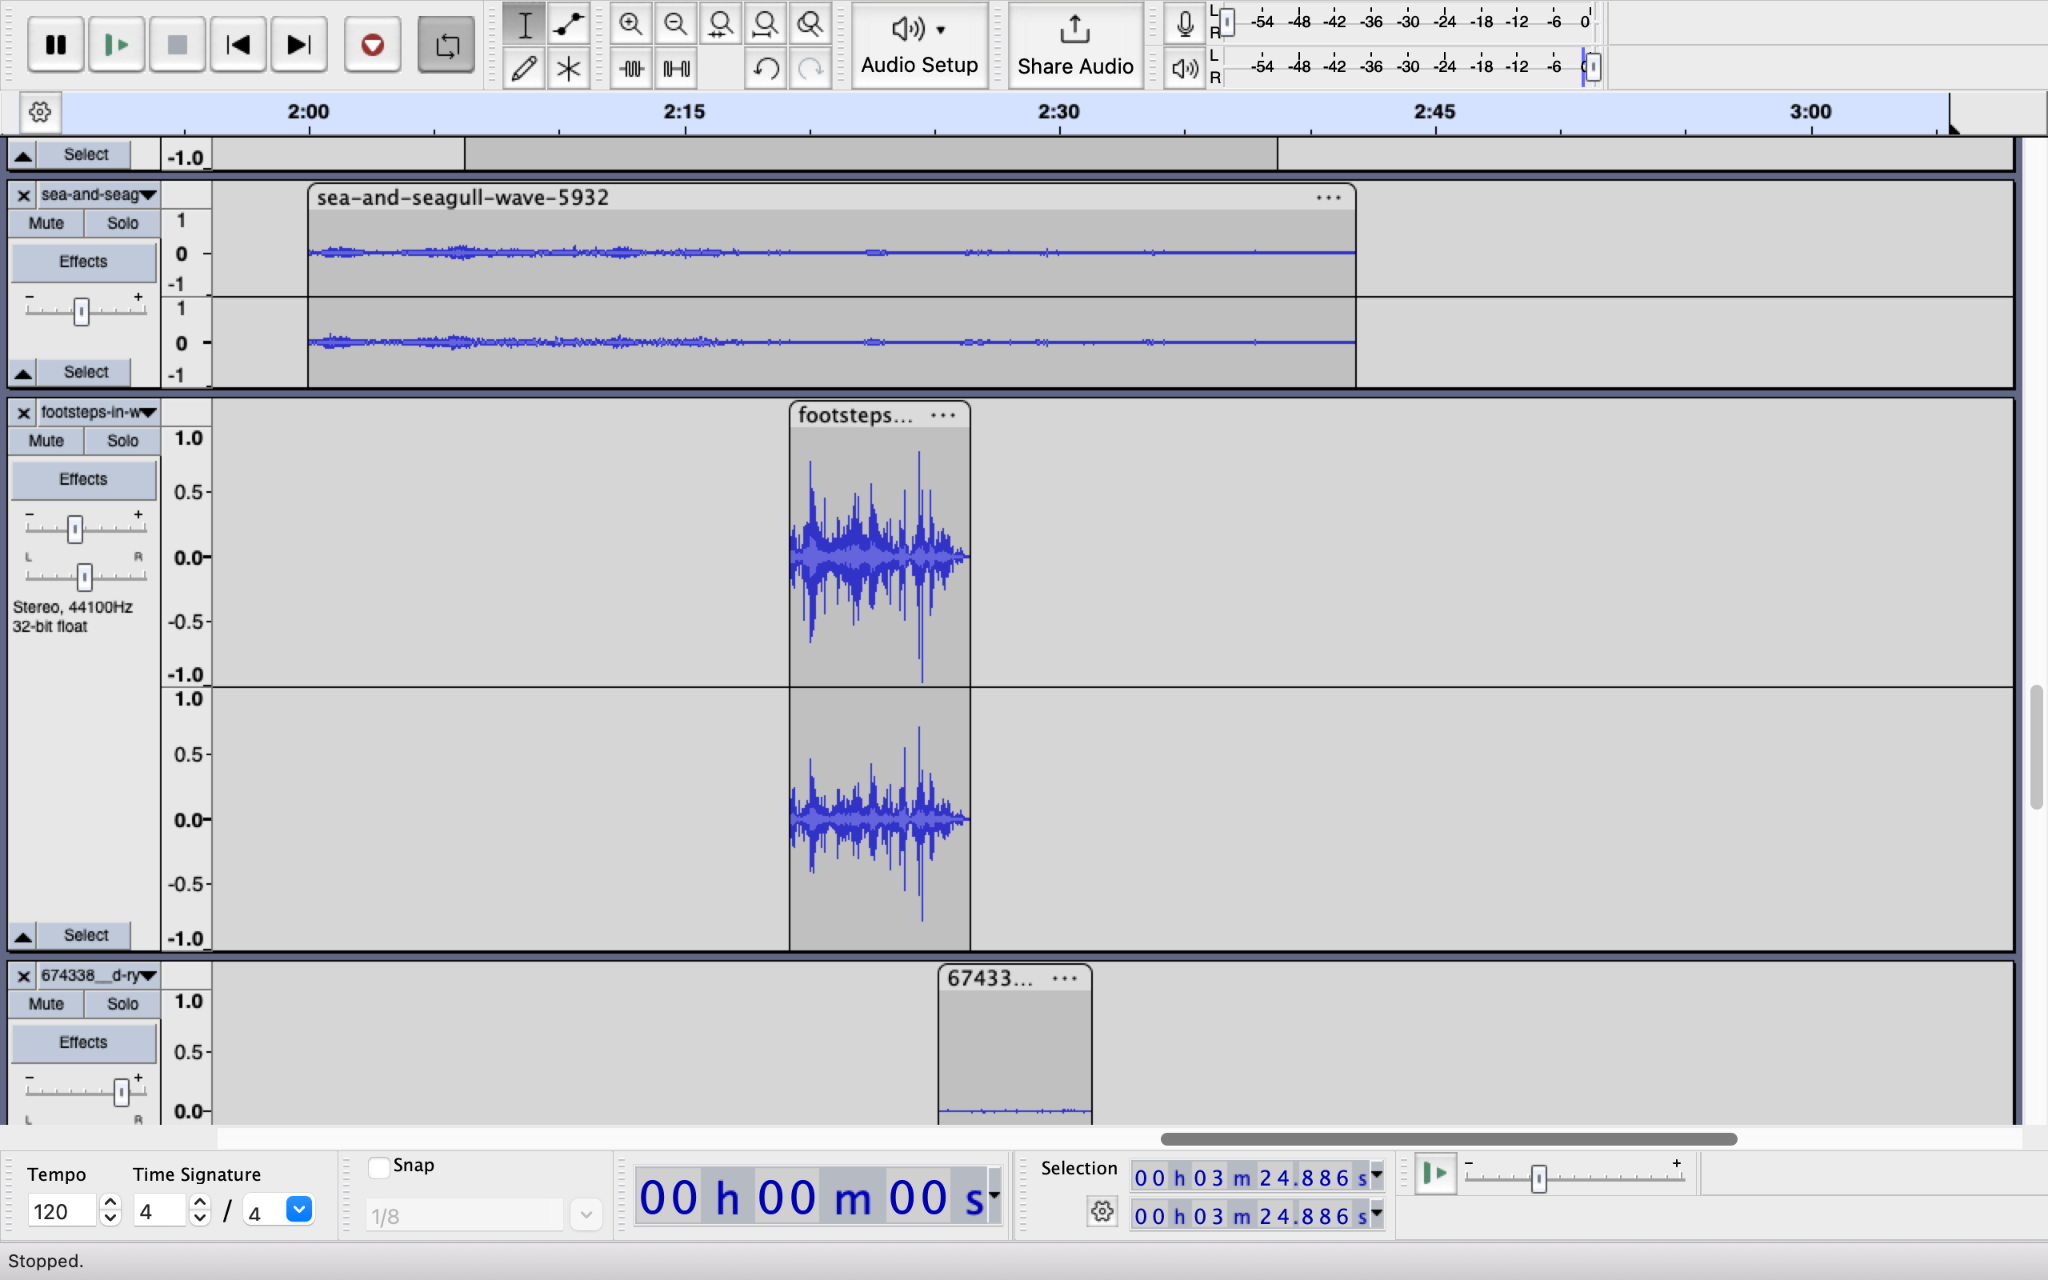 L -54 -48 -42 -36 -30 -24 -18 -12 -6 0
R
Audio Setup
Share Audio
L -54 -48 -42 -36 -30 -24 -18 -12 -6
R
2:00 2:15 2:30 2:45 3:00
Select -1.0
sea-and-seag sea-and-seagull-wave-5932 ...
Mute Solo 1
Effects 0
- + -1
1
0
Select -1
footsteps-in-w footsteps... ...
Mute Solo 1.0
Effects 0.5
- +
L R 0.0
Stereo, 44100Hz
32-bit float -0.5
-1.0
1.0
0.5
0.0
-0.5
Select -1.0
674338__d-ry 67433... ...
Mute Solo 1.0
Effects 0.5
- +
L R 0.0
Tempo Time Signature Snap
120 4 / 4 1/8
00 h 00 m 00 s
Selection 00 h 03 m 24.886 s
00 h 03 m 24.886 s
- +
Stopped.